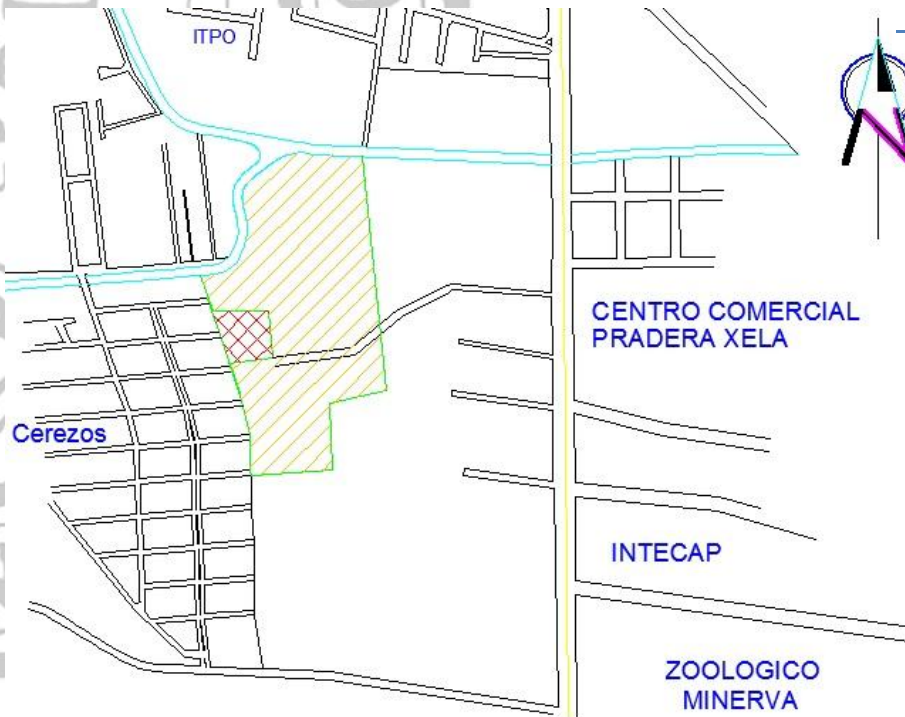 ITPO
N
CENTRO COMERCIAL
PRADERA XELA
Cerezos
INTECAP
ZOOLOGICO
MINERVA